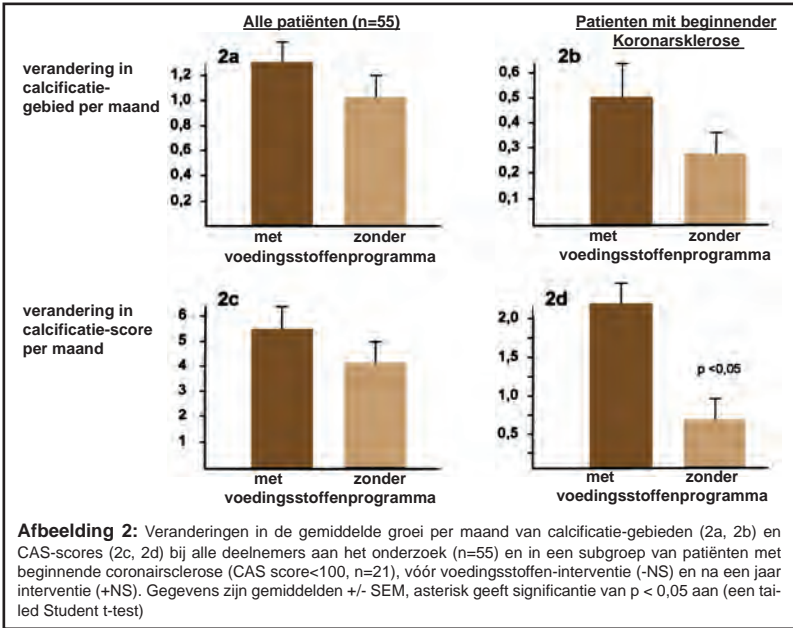 Alle patiënten (n=55)
Patienten mit beginnender
Koronarsklerose
verandering in
calcificatie-
gebied per maand
2a
1,2
1,0
0,8
0,6
0,4
0,2
met
zonder
voedingsstoffenprogramma
2b
0,6
0,5
0,4
0,3
0,2
0,1
met
zonder
voedingsstoffenprogramma
verandering in
calcificatie-score
per maand
2c
6
5
4
3
2
1
met
zonder
voedingsstoffenprogramma
2d
2,0
1,5
1,0
0,5
p <0,05
met
zonder
voedingsstoffenprogramma
Afbeelding 2: Veranderingen in de gemiddelde groei per maand van calcificatie-gebieden (2a, 2b) en
CAS-scores (2c, 2d) bij alle deelnemers aan het onderzoek (n=55) en in een subgroep van patiënten met
beginnende coronairsclerose (CAS score<100, n=21), vóór voedingsstoffen-interventie (-NS) en na een jaar
interventie (+NS). Gegevens zijn gemiddelden +/- SEM, asterisk geeft significantie van p < 0,05 aan (een tai-
led Student t-test)